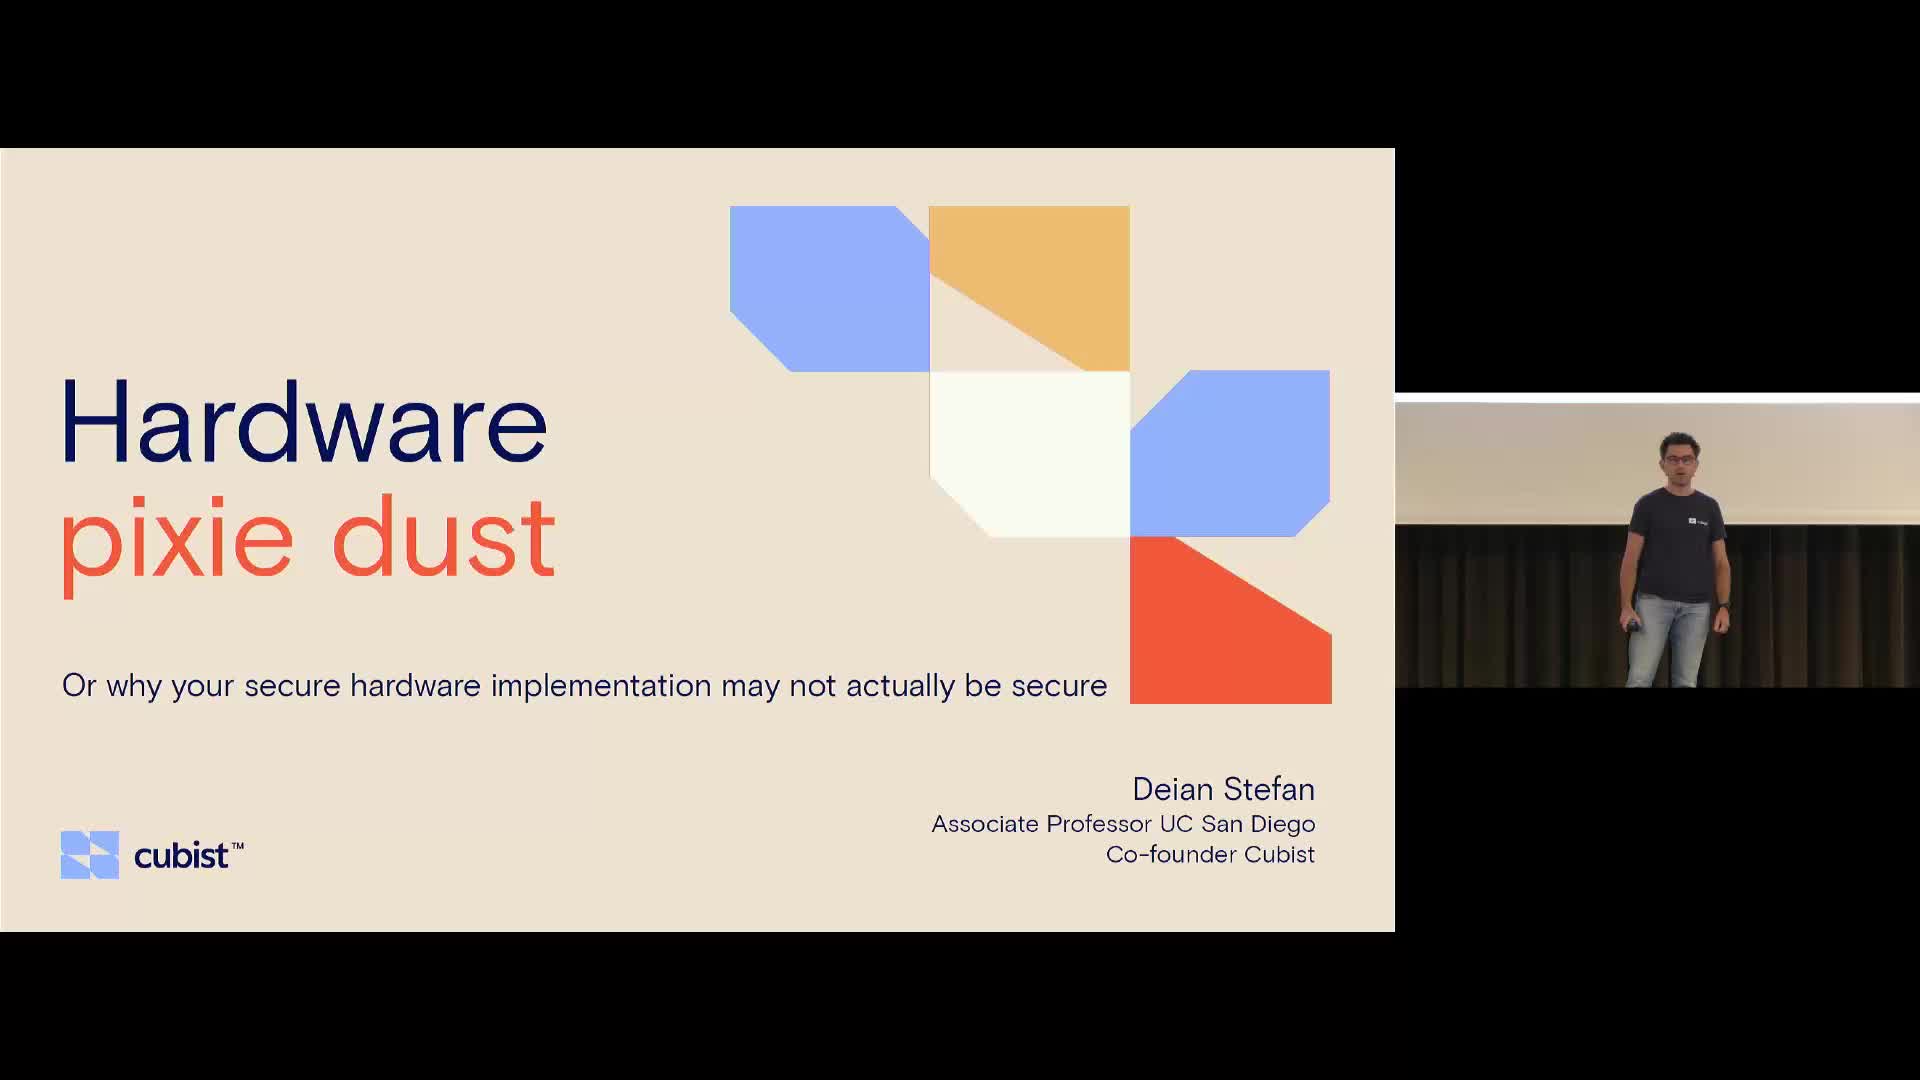 Hardware
pixie dust
Or why your secure hardware implementation may not actually be secure
Deian Stefan
Associate Professor UC San Diego
Co-founder Cubist
cubist™